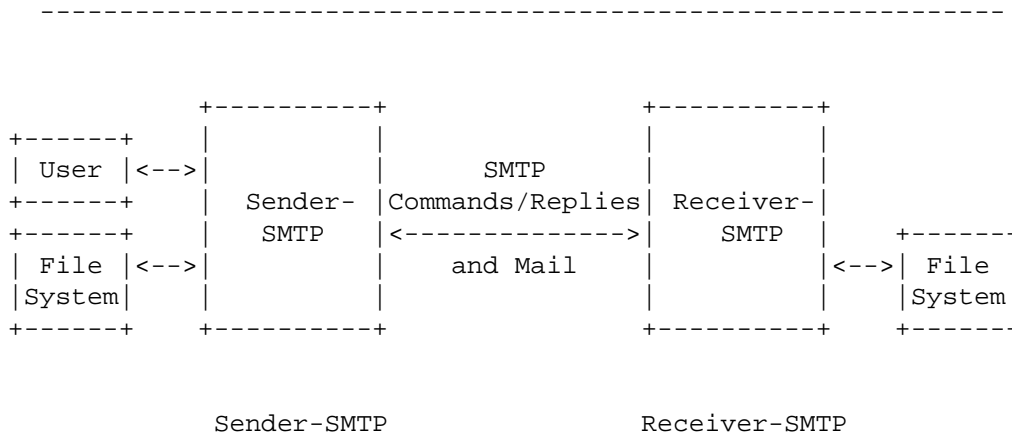 User SMTP
Sender- Commands/Replies Receiver-
SMTP SMTP
File and Mail File
System System
Sender-SMTP Receiver-SMTP